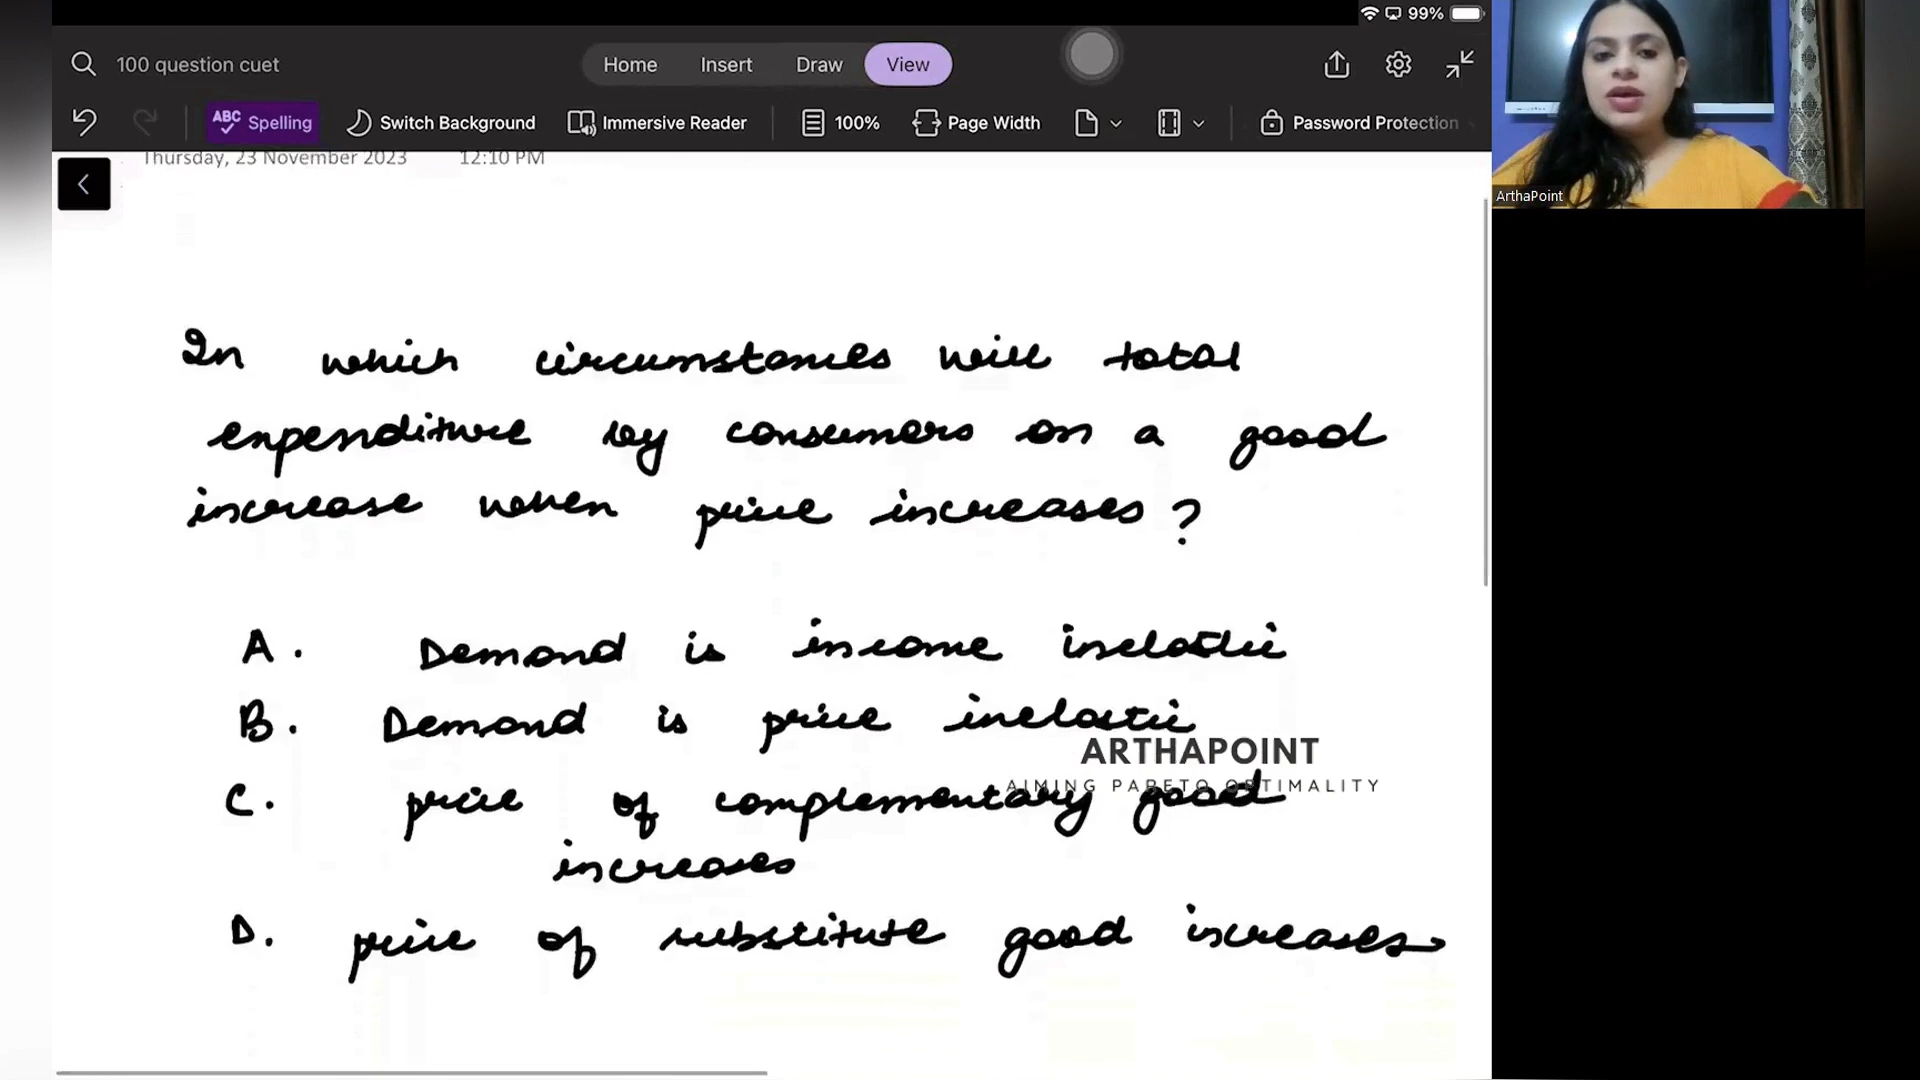 99%
100 question cuet
Home Insert Draw View
ABC Spelling Switch Background Immersive Reader 100% Page Width Password Protection
ArthaPoint
Thursday, 23 November 2023 12:10 PM
In which circumstances will total
expenditure by consumers on a good
increase when price increases?
A. Demand is income inelastic
B. Demand is price inelastic
ARTHAPOINT
AIMING PARETO OPTIMALITY
C. price of complementary good
increases
D. price of substitute good increases